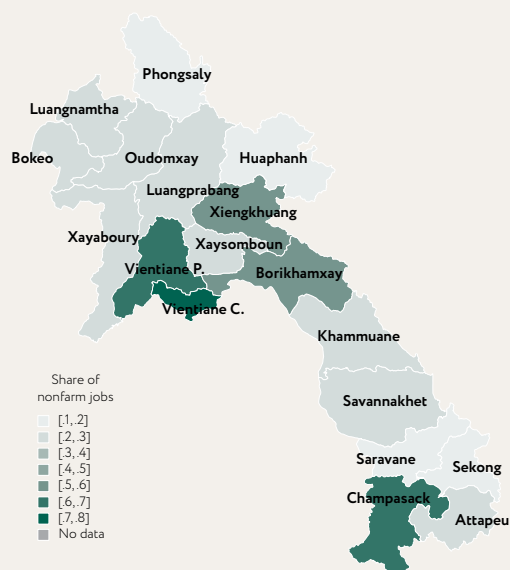 Phongsaly
Luangnamtha
Bokeo
Oudomxay
Huaphanh
Luangprabang
Xiengkhuang
Xayaboury
Xaysomboun
Vientiane P.
Borikhamxay
Vientiane C.
Khammuane
Share of
nonfarm jobs
[.1,.2]
[.2,.3]
[.3,.4]
[.4,.5]
[.5,.6]
[.6,.7]
[.7,.8]
No data
Savannakhet
Saravane
Sekong
Champasack
Attapeu